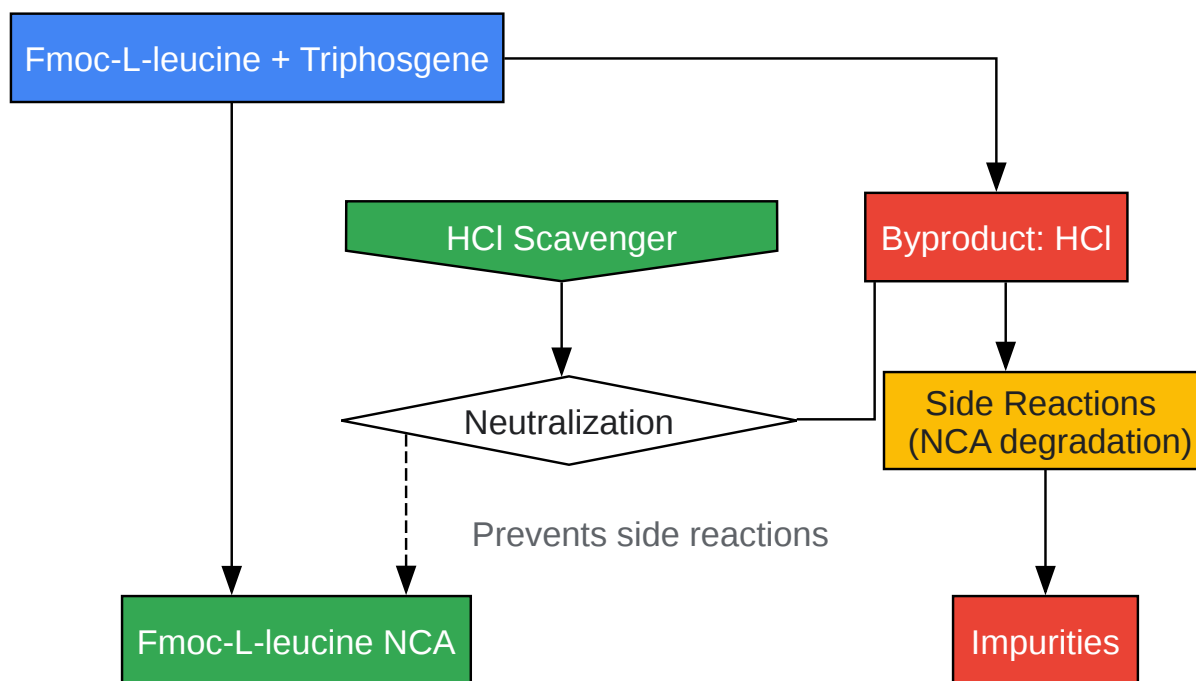 Fmoc-L-leucine + Triphosgene
HCl Scavenger
Byproduct: HCl
Neutralization
Side Reactions
(NCA degradation)
Prevents side reactions
Fmoc-L-leucine NCA
Impurities